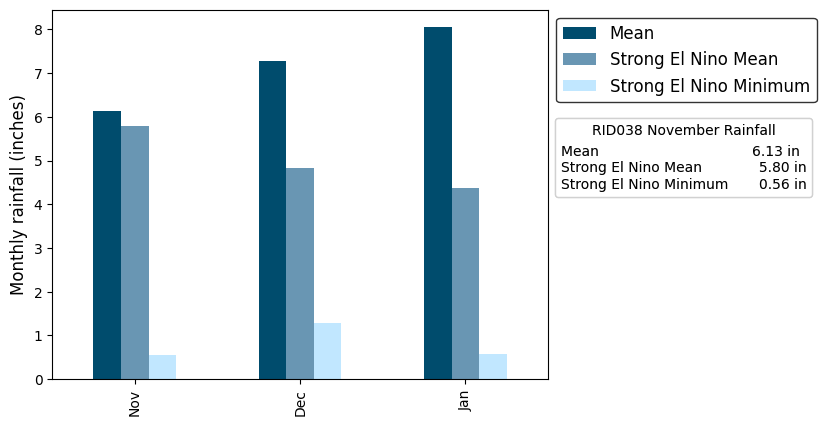 Monthly rainfall (inches)
8
7
6
5
4
3
2
1
0
Nov
Dec
Jan
Mean
Strong El Nino Mean
Strong El Nino Minimum
RID038 November Rainfall
Mean 6.13 in
Strong El Nino Mean 5.80 in
Strong El Nino Minimum 0.56 in